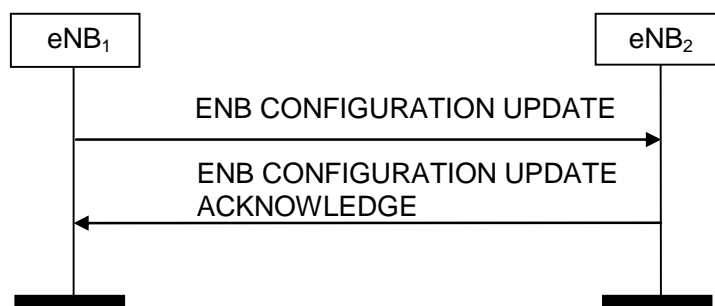 eNB₁
eNB₂
ENB CONFIGURATION UPDATE
ENB CONFIGURATION UPDATE
ACKNOWLEDGE